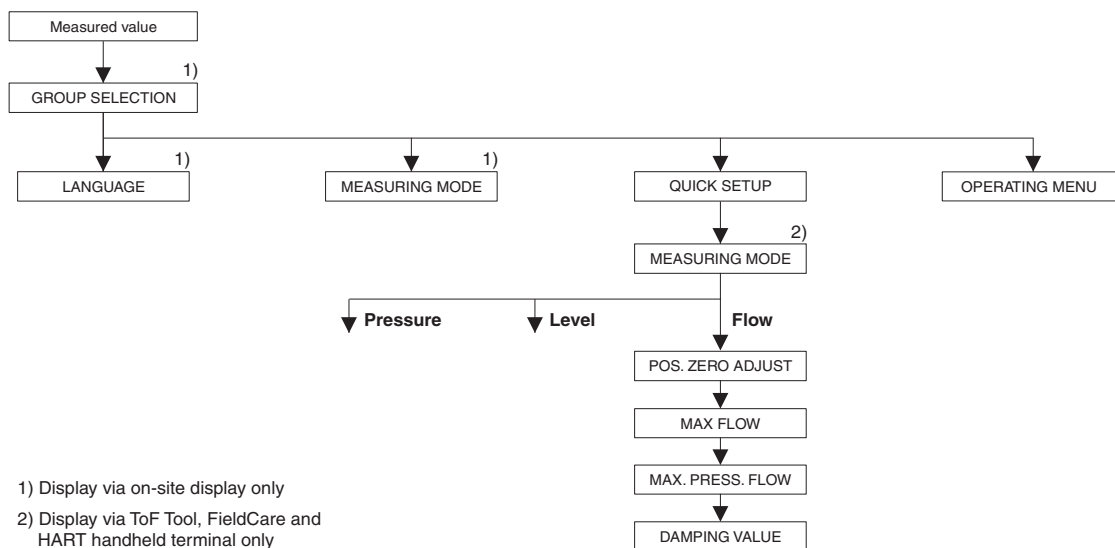 Measured value
1)
GROUP SELECTION
1)
LANGUAGE
1)
MEASURING MODE
QUICK SETUP
OPERATING MENU
2)
MEASURING MODE
Pressure
Level
Flow
POS. ZERO ADJUST
MAX FLOW
MAX. PRESS. FLOW
DAMPING VALUE
1) Display via on-site display only
2) Display via ToF Tool, FieldCare and
HART handheld terminal only